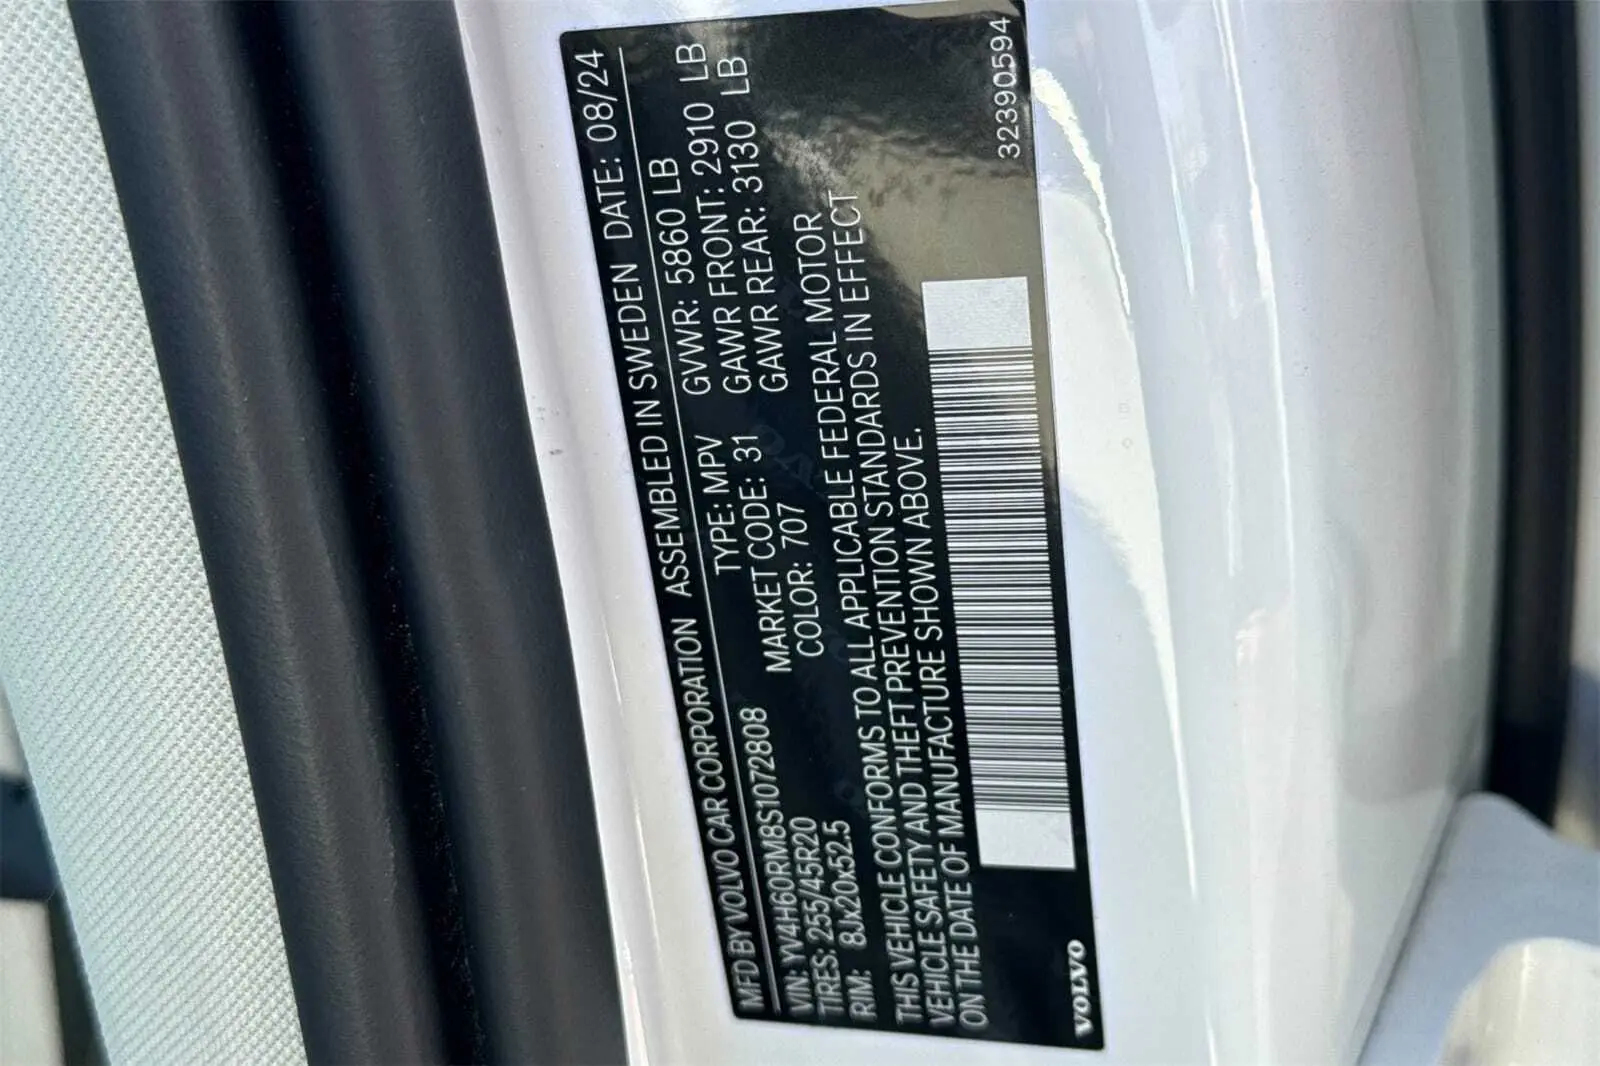 MFD BY VOLVO CAR CORPORATION ASSEMBLED IN SWEDEN DATE: 08/24
VIN: YV4H60RM8S1072808 TYPE: MPV GVWR: 5860 LB
TIRES: 255/45R20 MARKET CODE: 31 GAWR FRONT: 2910 LB
RIM: 8Jx20x52.5 COLOR: 707 GAWR REAR: 3130 LB
THIS VEHICLE CONFORMS TO ALL APPLICABLE FEDERAL MOTOR
VEHICLE SAFETY AND THEFT PREVENTION STANDARDS IN EFFECT
ON THE DATE OF MANUFACTURE SHOWN ABOVE.
VOLVO 32390594